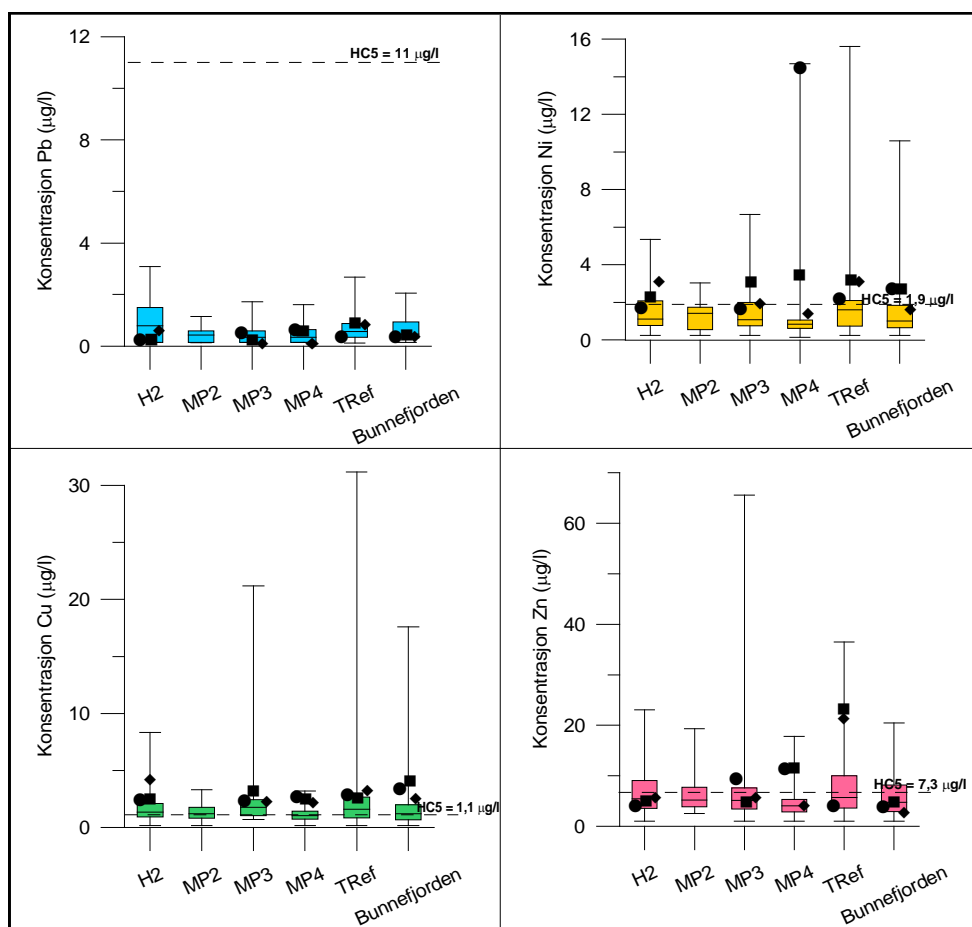 Konsentrasjon Pb (µg/l)
12
8
4
0
HC5 = 11 µg/l
H2
MP2
MP3
MP4
TRef
Bunnefjorden
Konsentrasjon Ni (µg/l)
16
12
8
4
0
HC5 = 1,9 µg/l
H2
MP2
MP3
MP4
TRef
Bunnefjorden
Konsentrasjon Cu (µg/l)
30
20
10
0
HC5 = 1,1 µg/l
H2
MP2
MP3
MP4
TRef
Bunnefjorden
Konsentrasjon Zn (µg/l)
60
40
20
0
HC5 = 7,3 µg/l
H2
MP2
MP3
MP4
TRef
Bunnefjorden